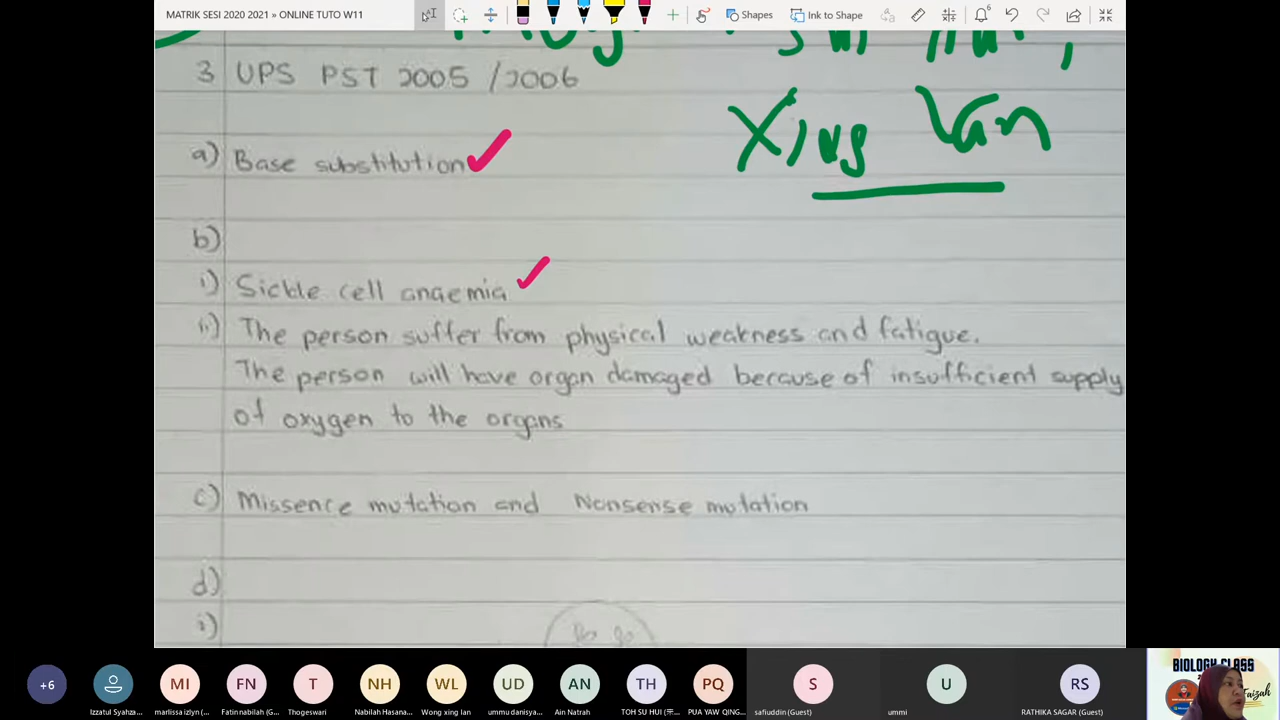 MATRIK SESI 2020 2021 » ONLINE TUTO W11
Shapes
Ink to Shape
6
3 UPS PST 2005 /2006
Xing lan
a) Base substitution
b)
i) Sickle cell anaemia
ii) The person suffer from physical weakness and fatigue.
The person will have organ damaged because of insufficient supply
of oxygen to the organs
c) Missence mutation and Nonsense mutation
d)
i)
+6
MI
FN
T
NH
WL
UD
AN
TH
PQ
S
U
RS
Izzatul Syahza...
marlissa izlyn (...
Fatin nabilah (G...
Thogeswari
Nabilah Hasana...
Wong xing lan
ummu danisya...
Ain Natrah
TOH SU HUI (...
PUA YAW QING...
safiuddin (Guest)
ummi
RATHIKA SAGAR (Guest)
BIOLOGY CLASS
Faizah